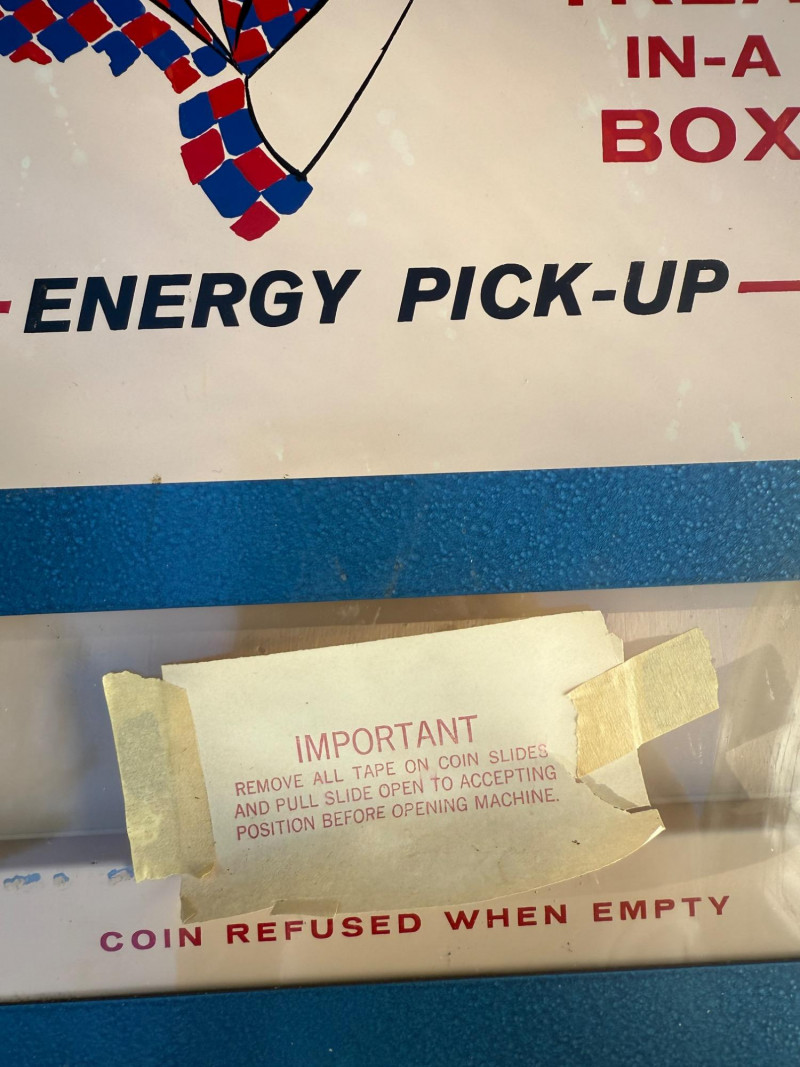 IN-A
BOX
ENERGY PICK-UP
IMPORTANT
REMOVE ALL TAPE ON COIN SLIDES
AND PULL SLIDE OPEN TO ACCEPTING
POSITION BEFORE OPENING MACHINE.
COIN REFUSED WHEN EMPTY